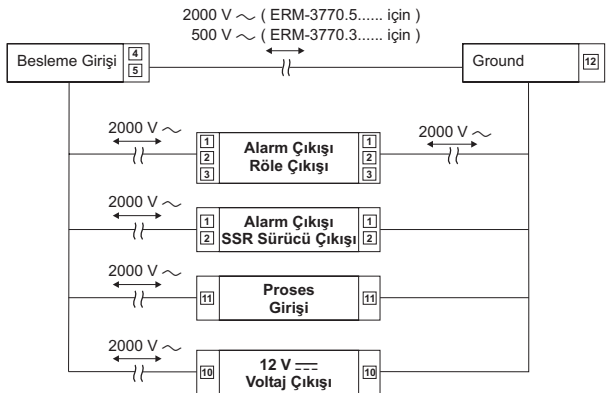 2000 V ～ ( ERM-3770.5...... için )
500 V ～ ( ERM-3770.3...... için )
Besleme Girişi 4 5
Ground 12
2000 V ～
2000 V ～
1 2 3
Alarm Çıkışı
Röle Çıkışı
1 2 3
2000 V ～
1 2
Alarm Çıkışı
SSR Sürücü Çıkışı
1 2
2000 V ～
11
Proses
Girişi
11
2000 V ～
10
12 V ⎓
Voltaj Çıkışı
10